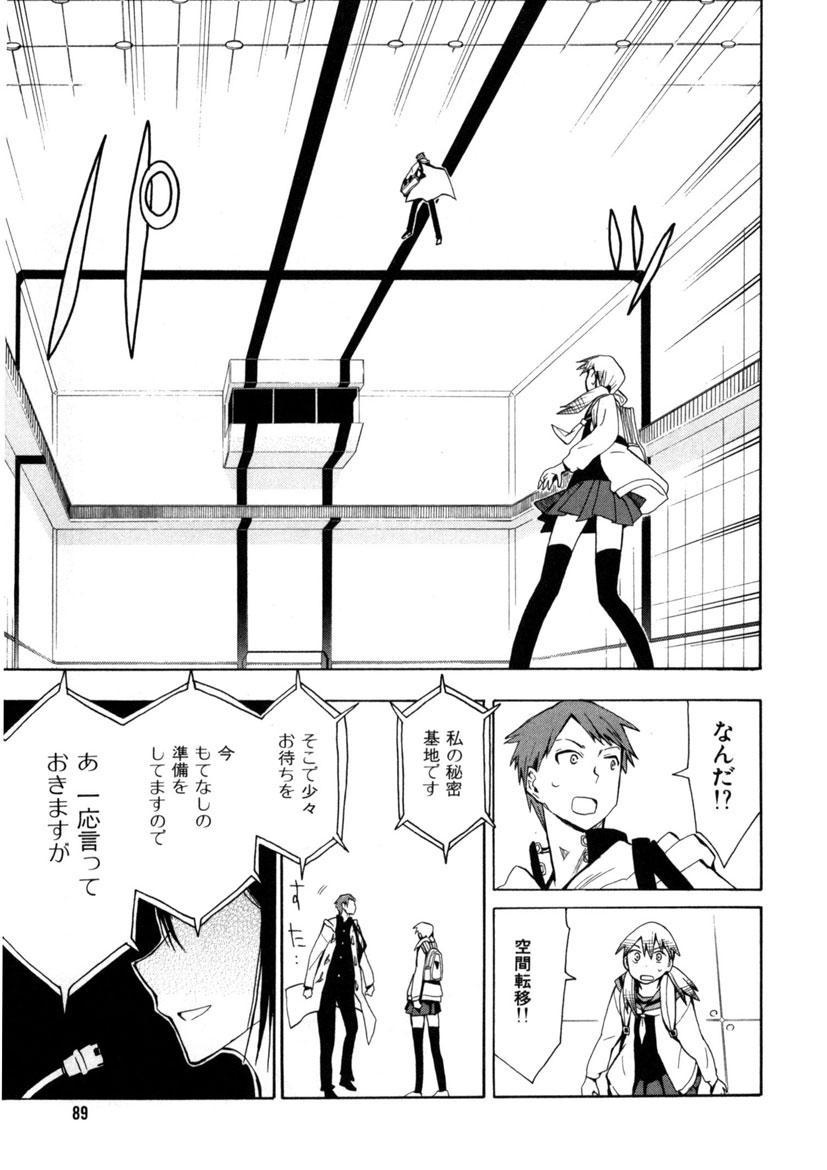 なんだ!?
空間転移!!
私の秘密
基地です
そこで少々
お待ちを
すた…
今
もてなしの
準備を
してますので
あ 一応言って
おきますが
89